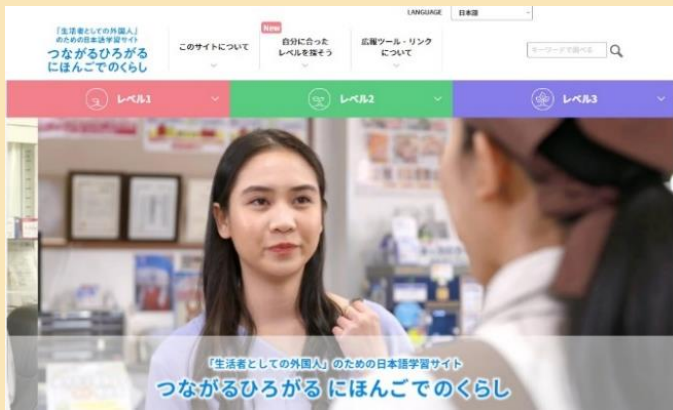 LANGUAGE 日本語
「生活者としての外国人」
のための日本語学習サイト
つながるひろがる
にほんごでのくらし
このサイトについて
New
自分に合った
レベルを探そう
広報ツール・リンク
について
キーワードで調べる
レベル1
レベル2
レベル3
「生活者としての外国人」のための日本語学習サイト
つながるひろがる にほんごでのくらし